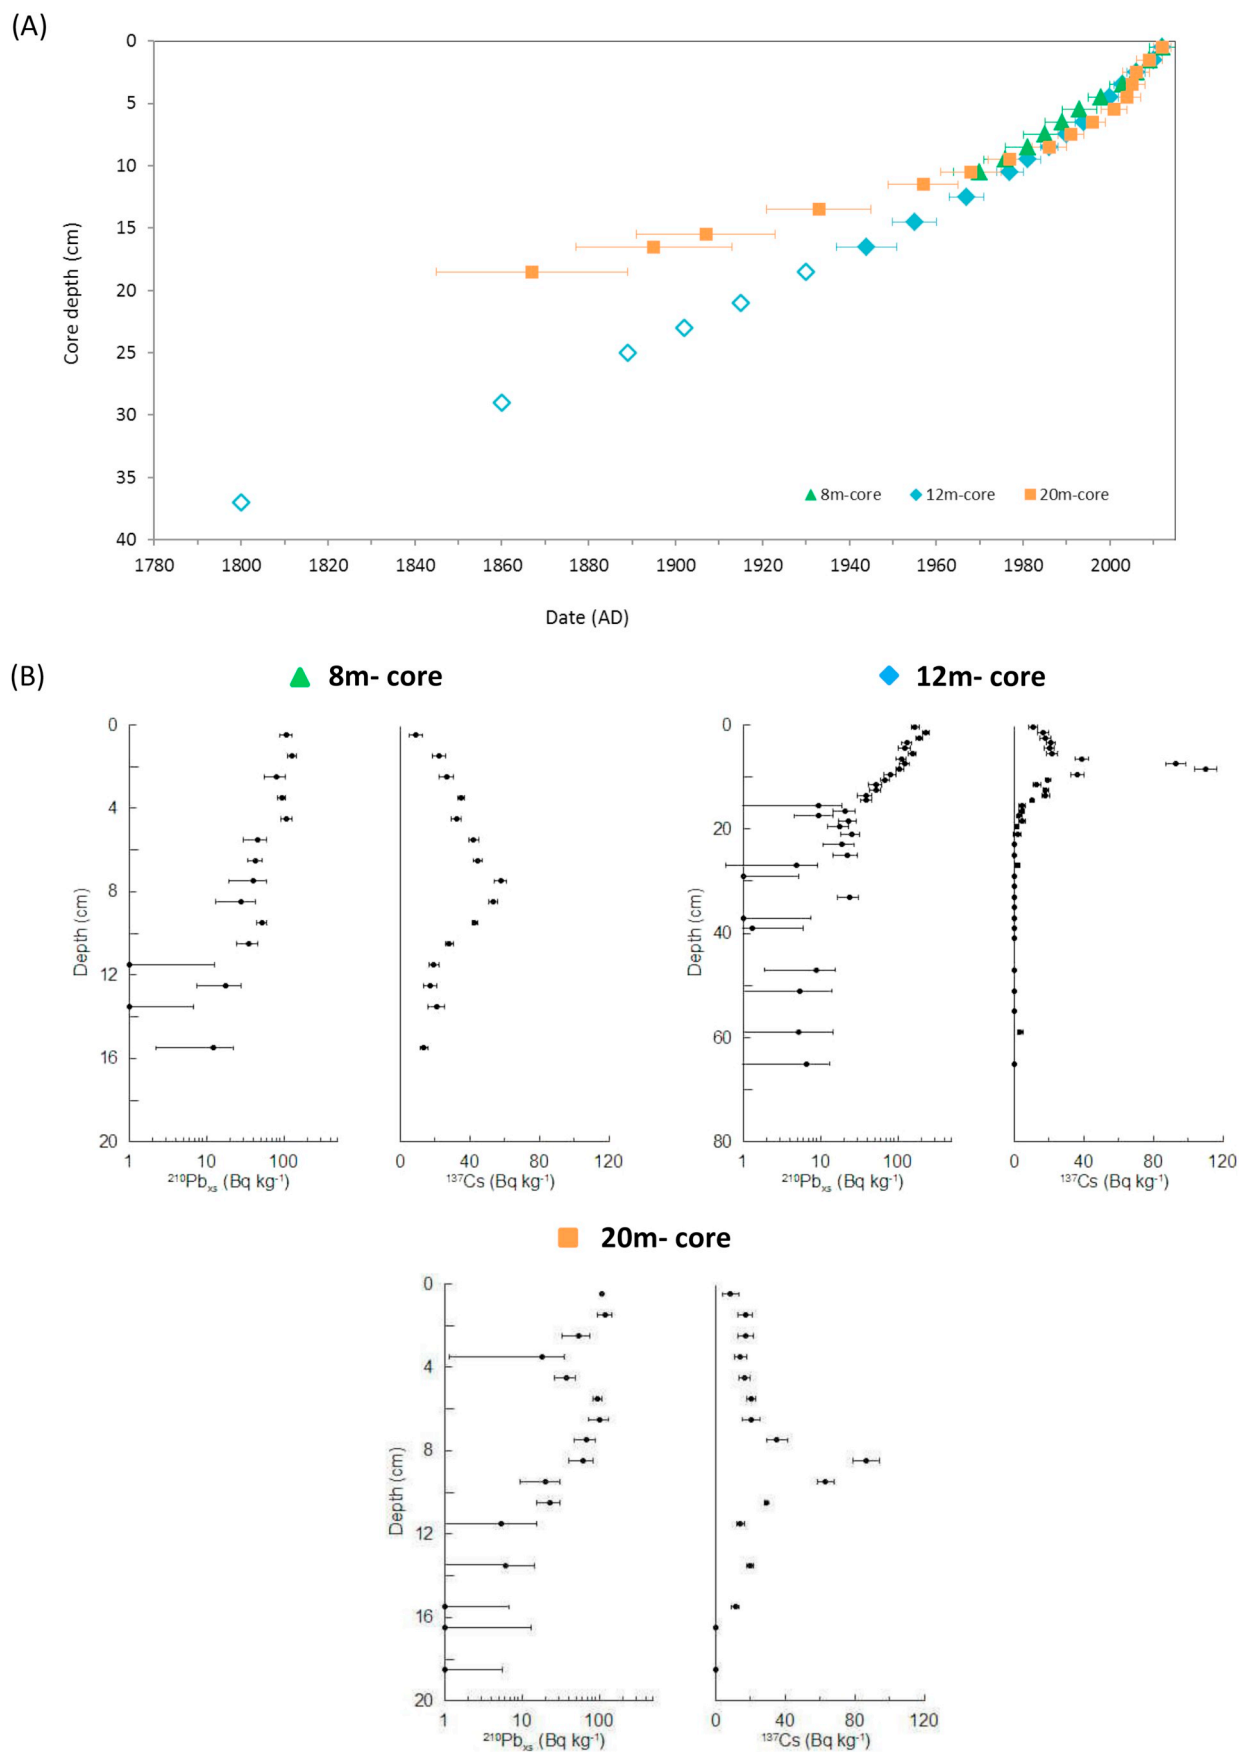 (A)
0
5
10
15
20
25
30
35
40
Core depth (cm)
8m-core 12m-core 20m-core
1780 1800 1820 1840 1860 1880 1900 1920 1940 1960 1980 2000
Date (AD)
(B)
8m- core
12m- core
0
4
8
12
16
20
Depth (cm)
1 10 100
²¹⁰Pbₓₛ (Bq kg⁻¹)
0 40 80 120
¹³⁷Cs (Bq kg⁻¹)
0
20
40
60
80
Depth (cm)
1 10 100
²¹⁰Pbₓₛ (Bq kg⁻¹)
0 40 80 120
¹³⁷Cs (Bq kg⁻¹)
20m- core
0
4
8
12
16
20
Depth (cm)
1 10 100
²¹⁰Pbₓₛ (Bq kg⁻¹)
0 40 80 120
¹³⁷Cs (Bq kg⁻¹)